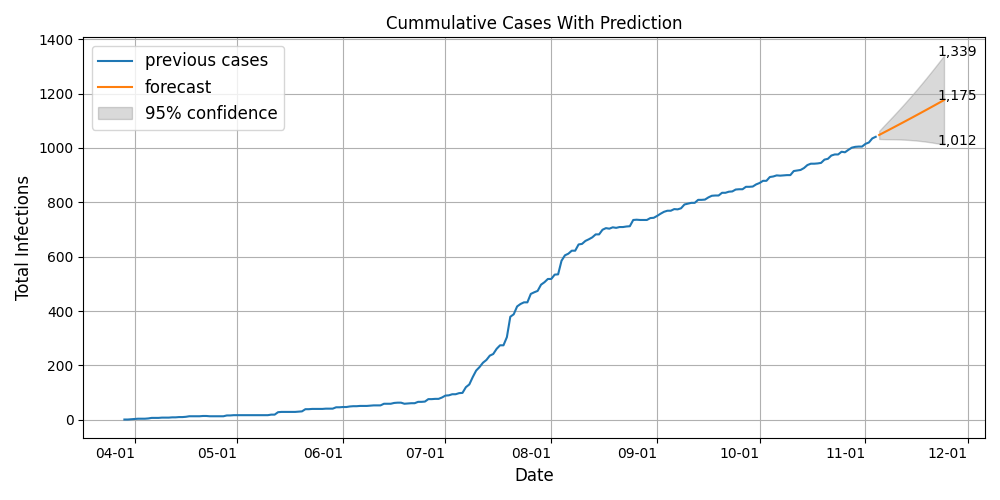 Cummulative Cases With Prediction
Total Infections
1400
1200
1000
800
600
400
200
0
previous cases
forecast
95% confidence
1,339
1,175
1,012
04-01 05-01 06-01 07-01 08-01 09-01 10-01 11-01 12-01
Date